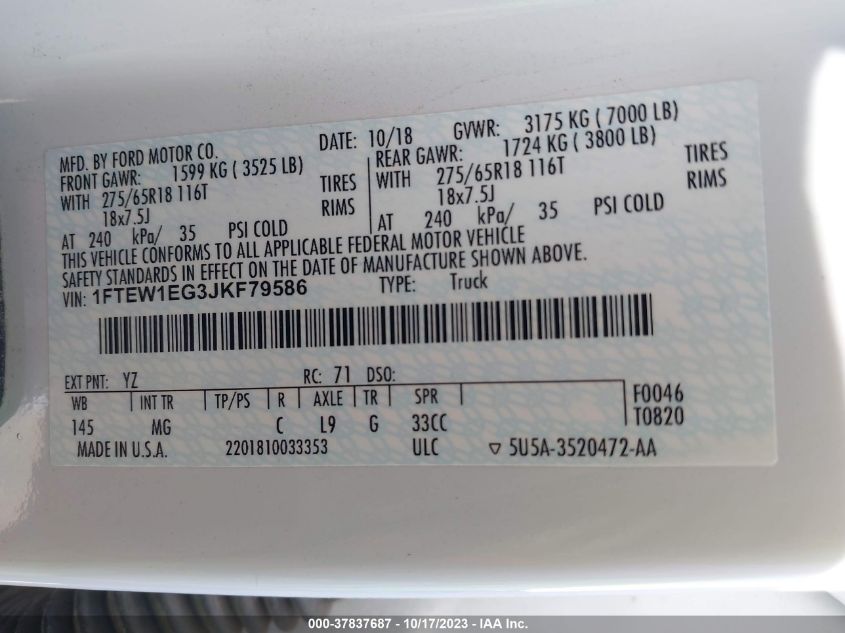 MFD. BY FORD MOTOR CO. DATE: 10/18 GVWR: 3175 KG ( 7000 LB)
FRONT GAWR: 1599 KG ( 3525 LB) REAR GAWR: 1724 KG ( 3800 LB)
WITH 275/65R18 116T TIRES WITH 275/65R18 116T TIRES
18x7.5J RIMS 18x7.5J RIMS
AT 240 kPa/ 35 PSI COLD AT 240 kPa/ 35 PSI COLD
THIS VEHICLE CONFORMS TO ALL APPLICABLE FEDERAL MOTOR VEHICLE
SAFETY STANDARDS IN EFFECT ON THE DATE OF MANUFACTURE SHOWN ABOVE.
VIN: 1FTEW1EG3JKF79586 TYPE: Truck
EXT PNT: YZ RC: 71 DSO:
WB INT TR TP/PS R AXLE TR SPR F0046
145 MG C L9 G 33CC T0820
MADE IN U.S.A. 2201810033353 ULC ▽ 5U5A-3520472-AA
000-37837687 - 10/17/2023 - IAA Inc.